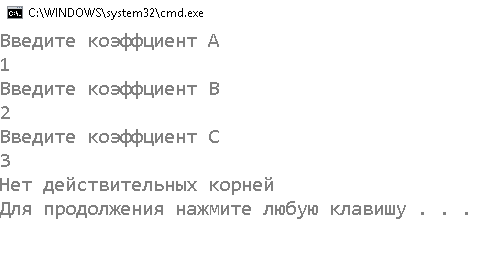 C:\WINDOWS\system32\cmd.exe
Введите коэффциент A
1
Введите коэффциент B
2
Введите коэффциент C
3
Нет действительных корней
Для продолжения нажмите любую клавишу . . .